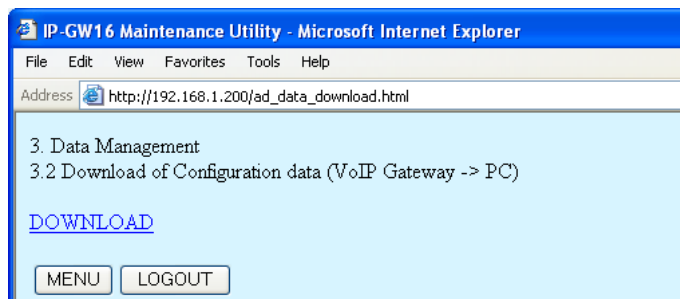 IP-GW16 Maintenance Utility - Microsoft Internet Explorer
File Edit View Favorites Tools Help
Address http://192.168.1.200/ad_data_download.html
3. Data Management
3.2 Download of Configuration data (VoIP Gateway -> PC)
DOWNLOAD
MENU LOGOUT